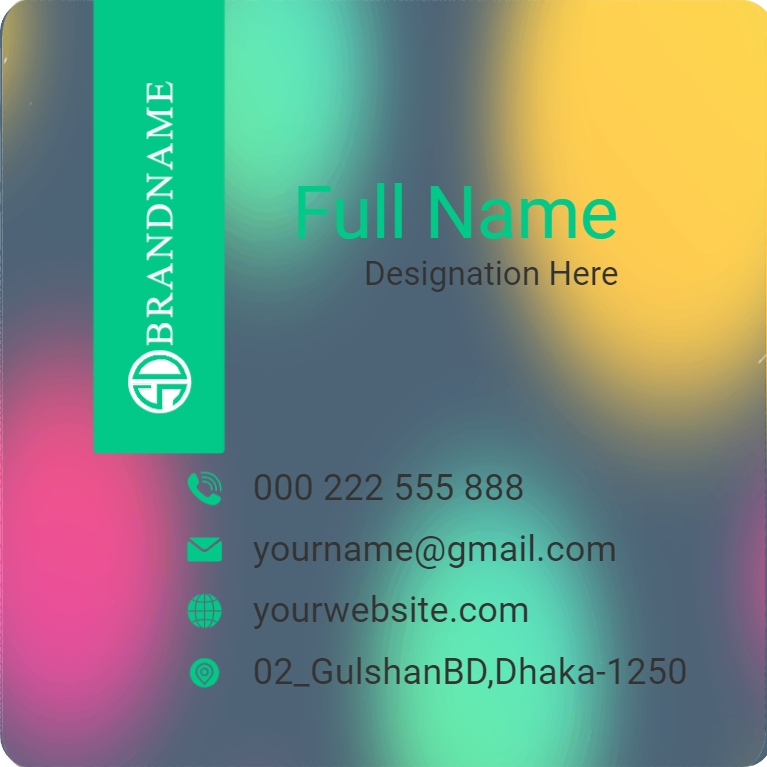 BRANDNAME
Full Name
Designation Here
000 222 555 888
yourname@gmail.com
yourwebsite.com
02_GulshanBD,Dhaka-1250